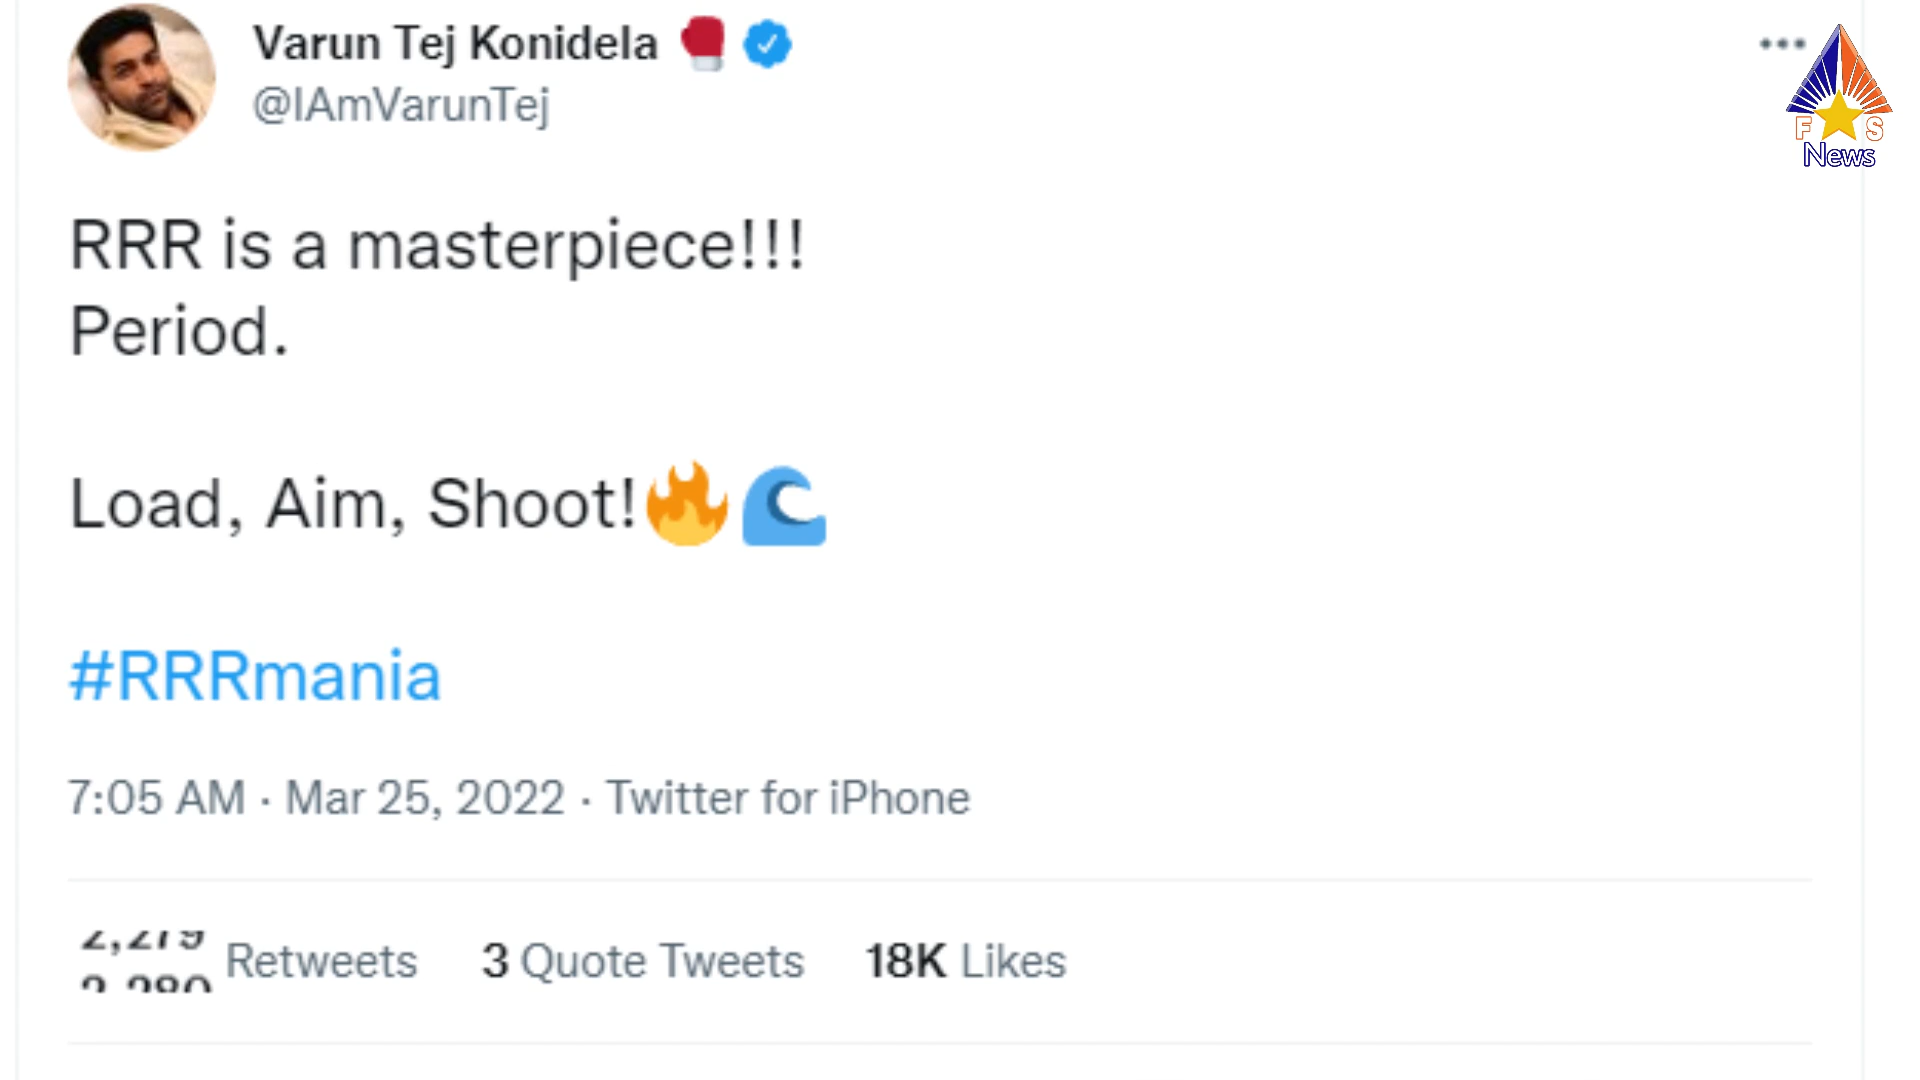 Varun Tej Konidela
@IAmVarunTej
F S
News
RRR is a masterpiece!!!
Period.
Load, Aim, Shoot!
#RRRmania
7:05 AM · Mar 25, 2022 · Twitter for iPhone
Retweets 3 Quote Tweets 18K Likes